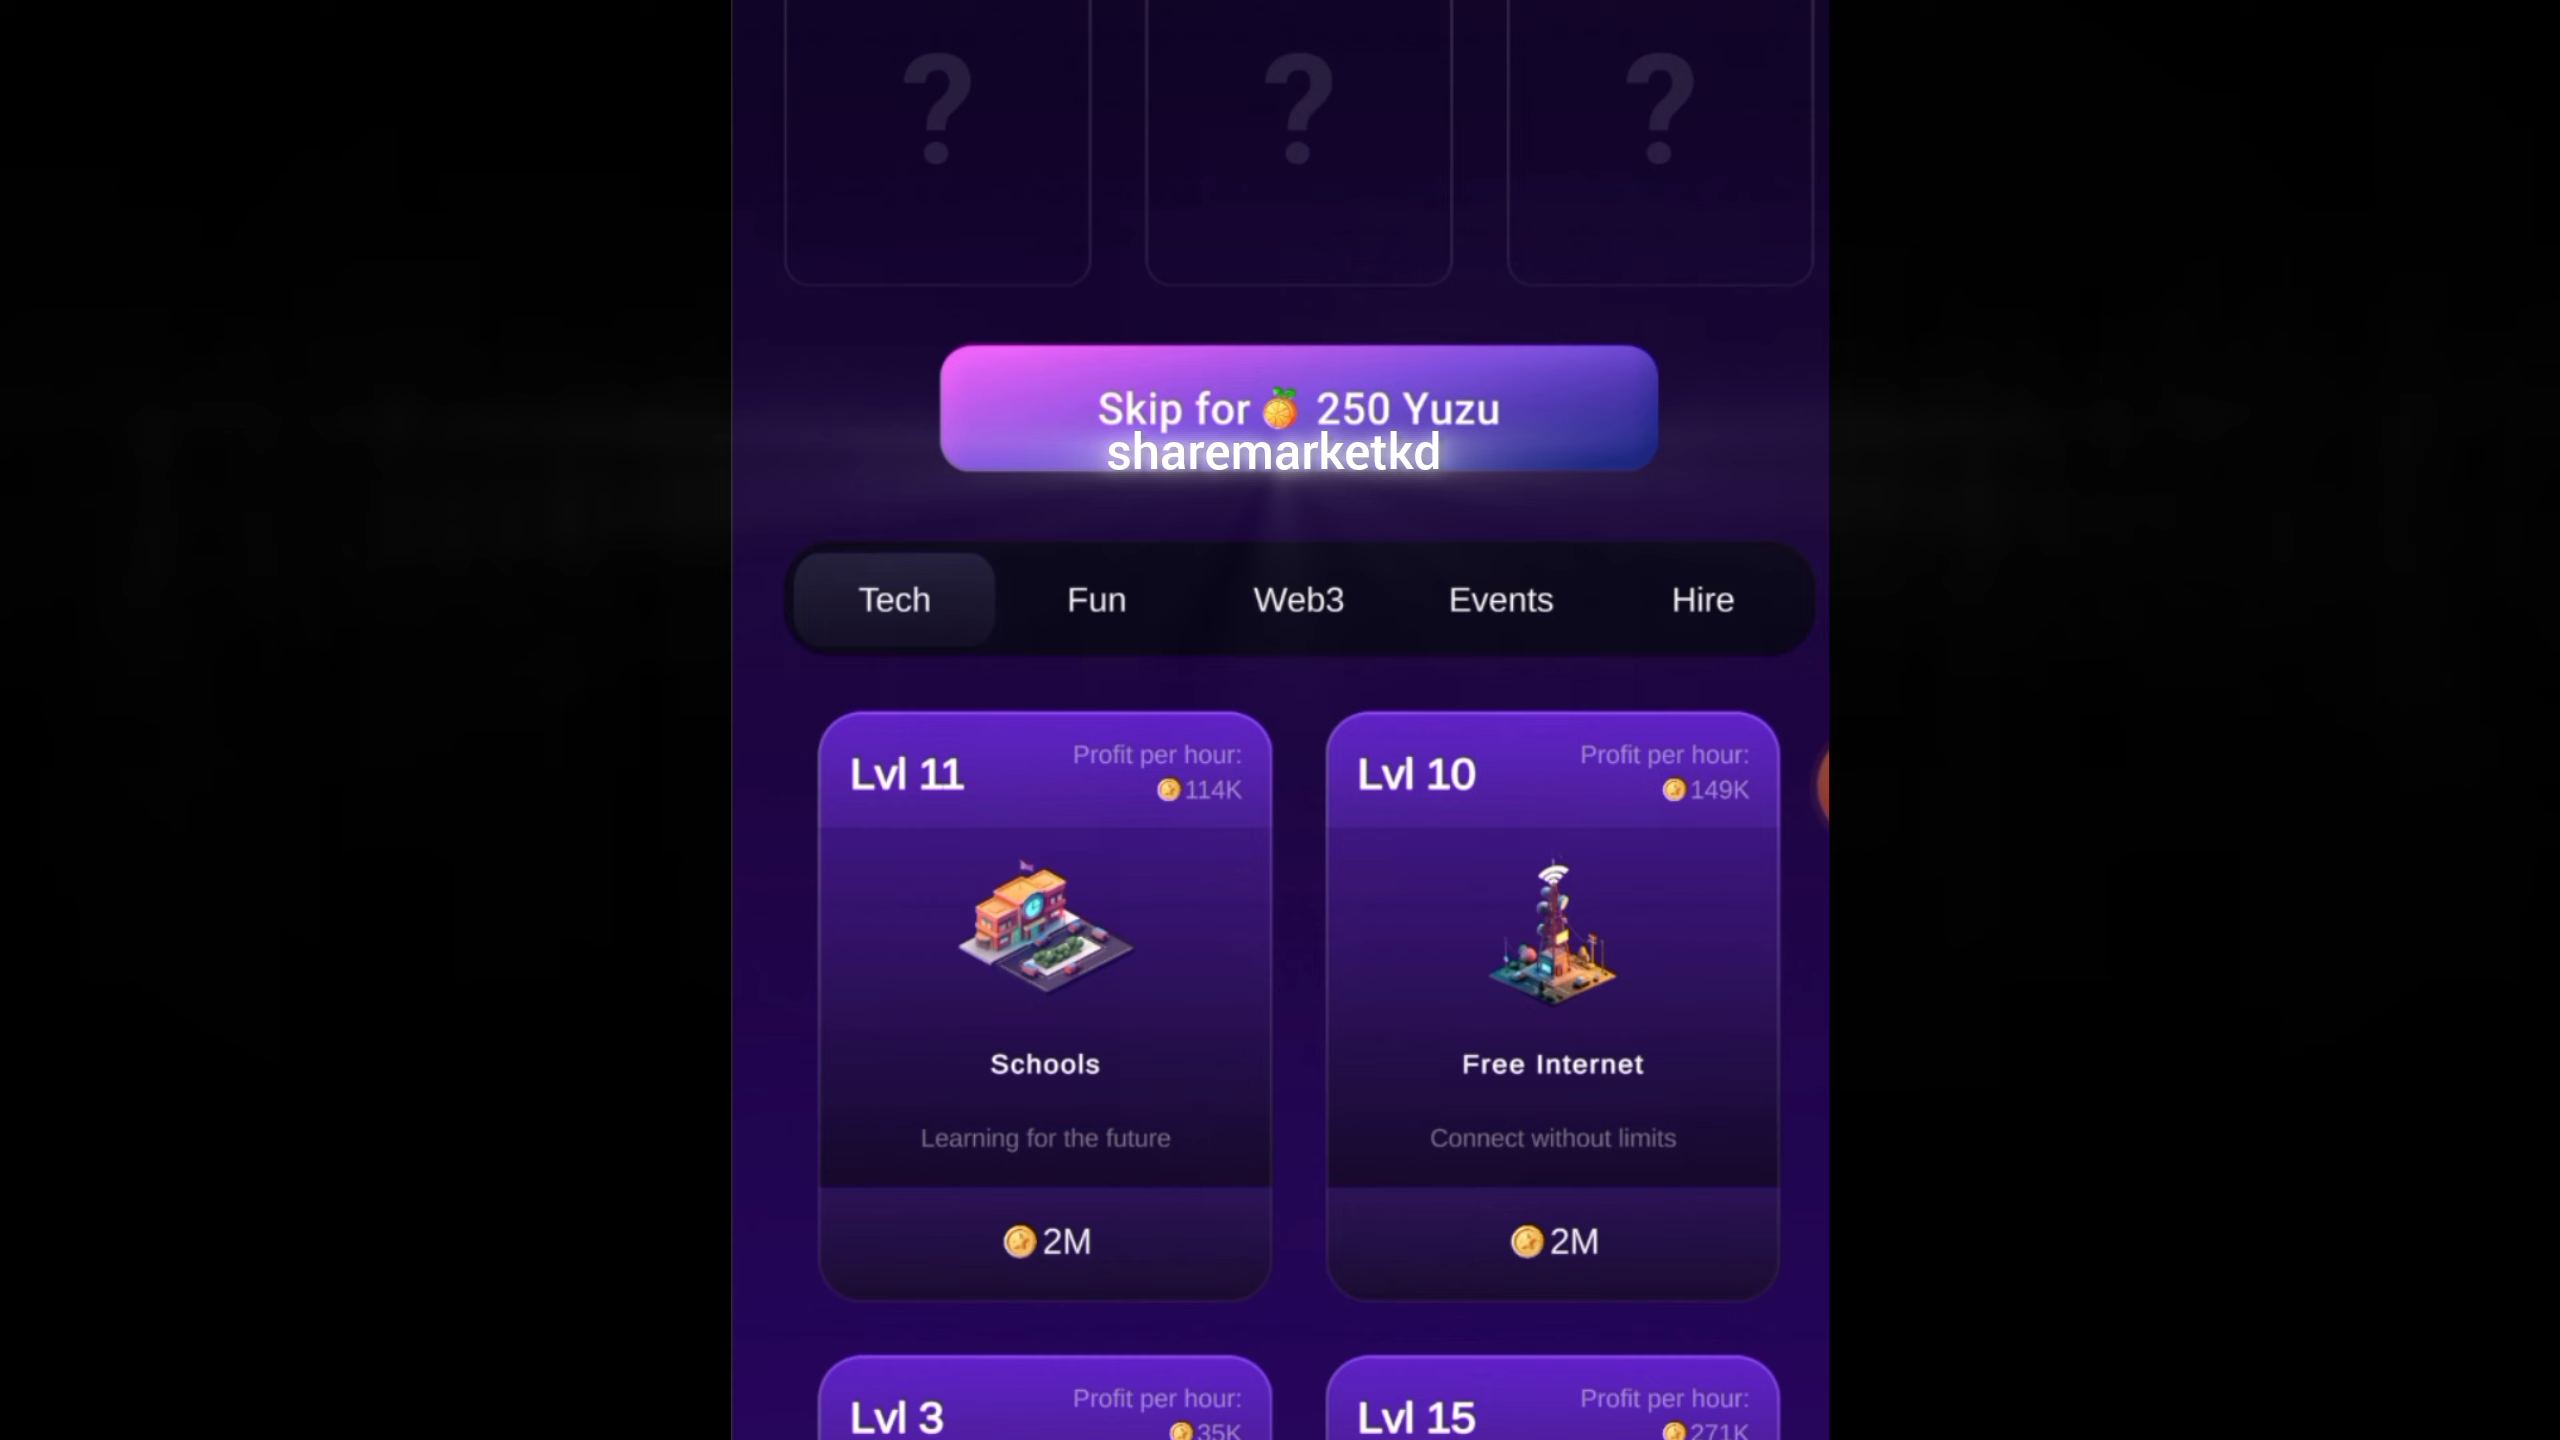 ?
?
?
Skip for 250 Yuzu
sharemarketkd
Tech
Fun
Web3
Events
Hire
Lvl 11
Profit per hour:
114K
Schools
Learning for the future
2M
Lvl 10
Profit per hour:
149K
Free Internet
Connect without limits
2M
Lvl 3
Profit per hour:
35K
Lvl 15
Profit per hour:
271K